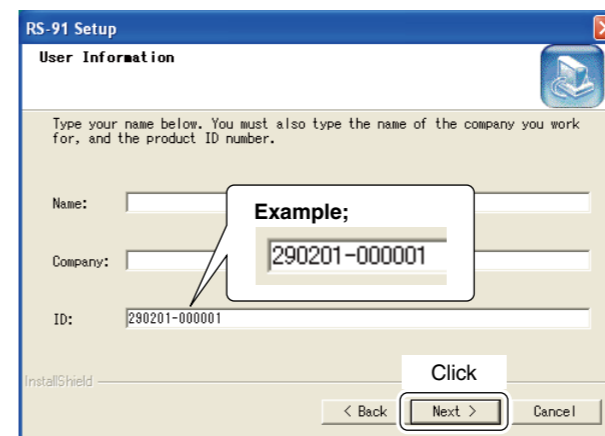 RS-91 Setup
User Information
Type your name below. You must also type the name of the company you work
for, and the product ID number.
Name:
Example;
290201-000001
Company:
ID:
290201-000001
InstallShield
Click
< Back
Next >
Cancel